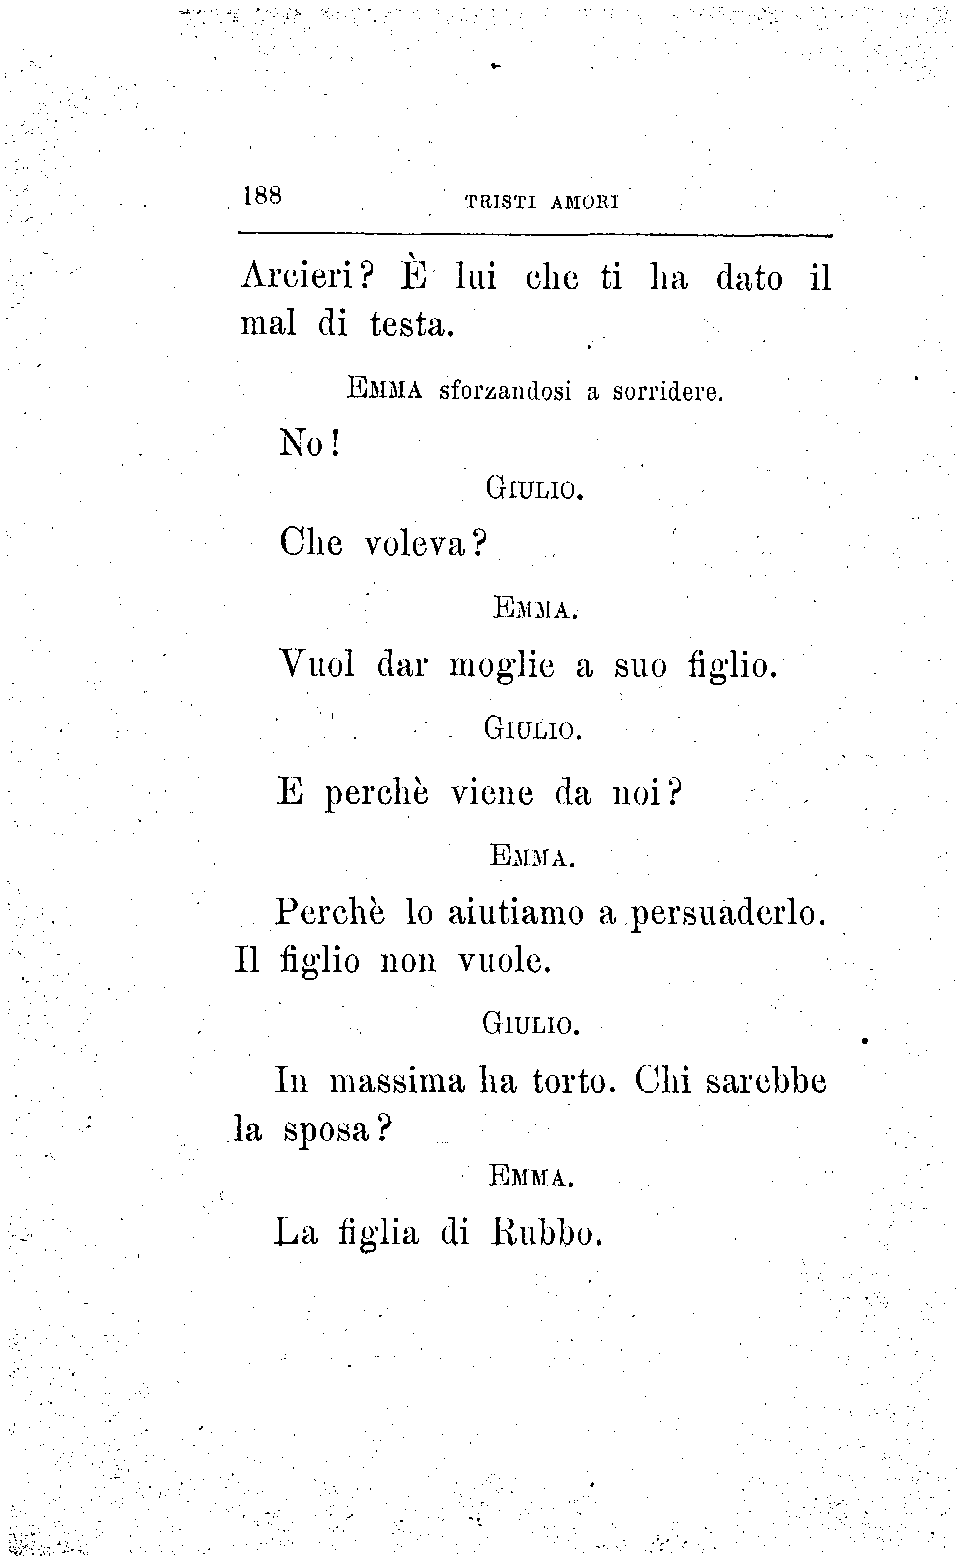 188 TRISTI AMORI
Arcieri? È lui che ti ha dato il
mal di testa.
EMMA sforzandosi a sorridere.
No!
GIULIO.
Che voleva?
EMMA.
Vuol dar moglie a suo figlio.
GIULIO.
E perchè viene da noi?
EMMA.
Perchè lo aiutiamo a persuaderlo.
Il figlio non vuole.
GIULIO.
In massima ha torto. Chi sarebbe
la sposa?
EMMA.
La figlia di Rubbo.